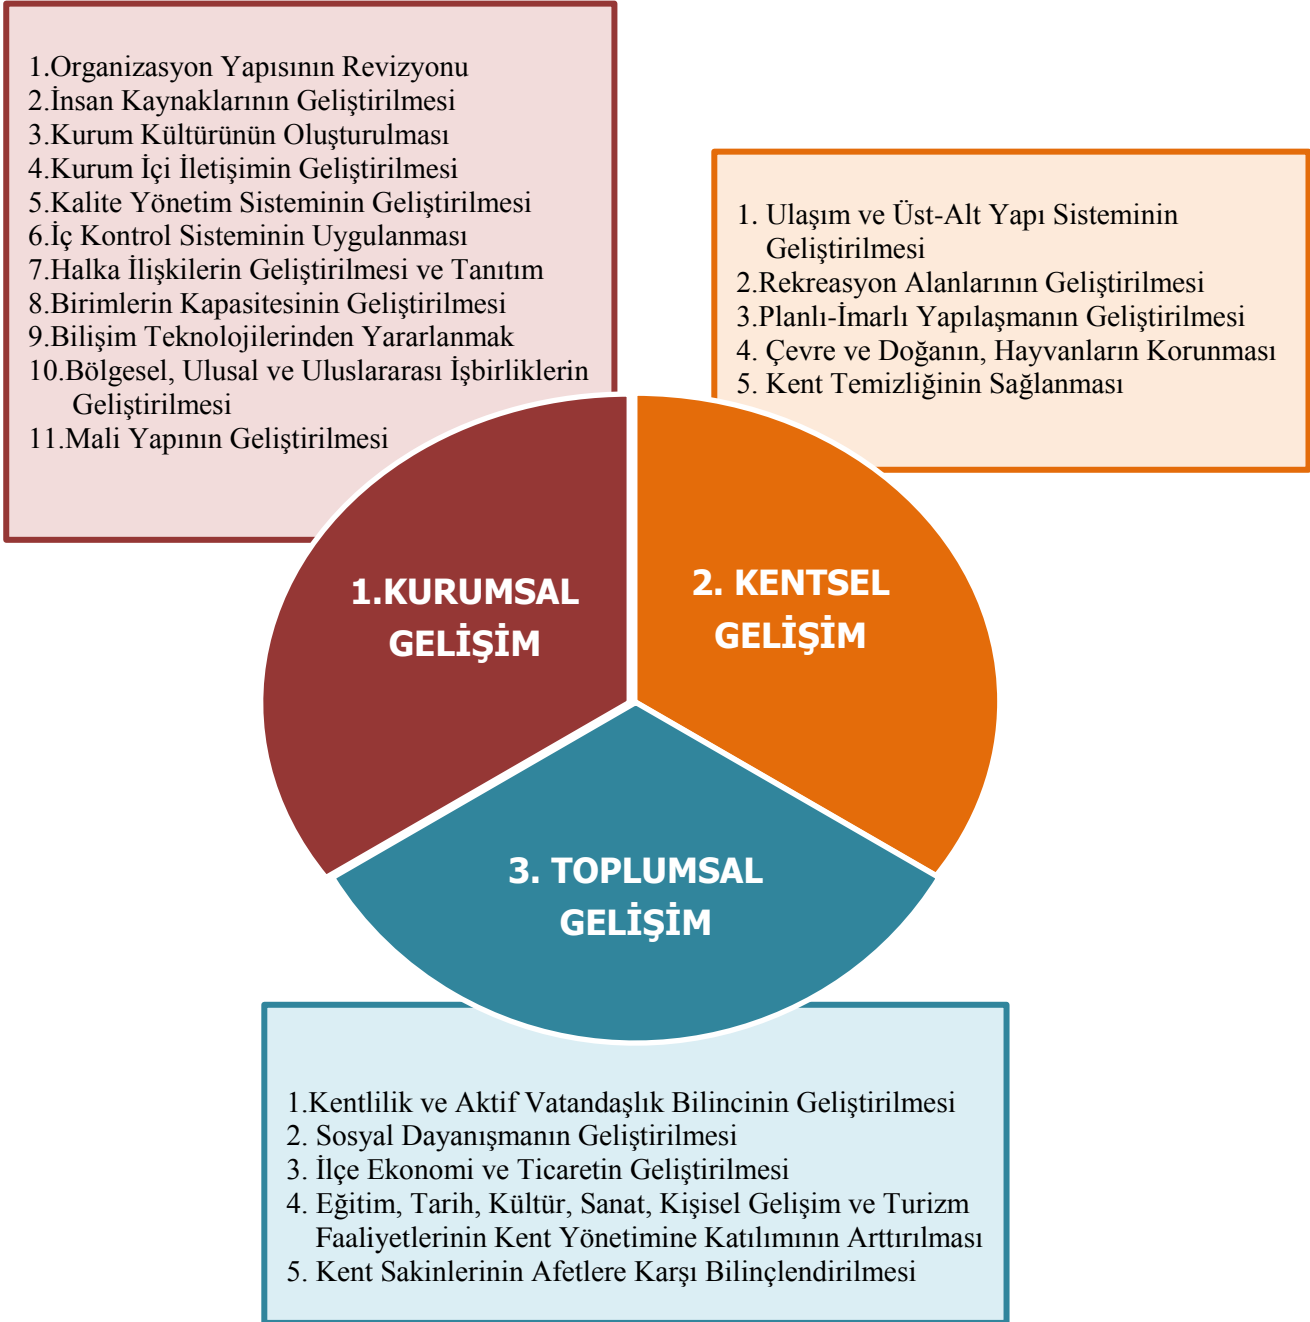 1.Organizasyon Yapısının Revizyonu
2.İnsan Kaynaklarının Geliştirilmesi
3.Kurum Kültürünün Oluşturulması
4.Kurum İçi İletişimin Geliştirilmesi
5.Kalite Yönetim Sisteminin Geliştirilmesi
6.İç Kontrol Sisteminin Uygulanması
7.Halka İlişkilerin Geliştirilmesi ve Tanıtım
8.Birimlerin Kapasitesinin Geliştirilmesi
9.Bilişim Teknolojilerinden Yararlanmak
10.Bölgesel, Ulusal ve Uluslararası İşbirliklerin
Geliştirilmesi
11.Mali Yapının Geliştirilmesi
1. Ulaşım ve Üst-Alt Yapı Sisteminin
Geliştirilmesi
2.Rekreasyon Alanlarının Geliştirilmesi
3.Planlı-İmarlı Yapılaşmanın Geliştirilmesi
4. Çevre ve Doğanın, Hayvanların Korunması
5. Kent Temizliğinin Sağlanması
1.KURUMSAL
GELİŞİM
2. KENTSEL
GELİŞİM
3. TOPLUMSAL
GELİŞİM
1.Kentlilik ve Aktif Vatandaşlık Bilincinin Geliştirilmesi
2. Sosyal Dayanışmanın Geliştirilmesi
3. İlçe Ekonomi ve Ticaretin Geliştirilmesi
4. Eğitim, Tarih, Kültür, Sanat, Kişisel Gelişim ve Turizm
Faaliyetlerinin Kent Yönetimine Katılımının Arttırılması
5. Kent Sakinlerinin Afetlere Karşı Bilinçlendirilmesi